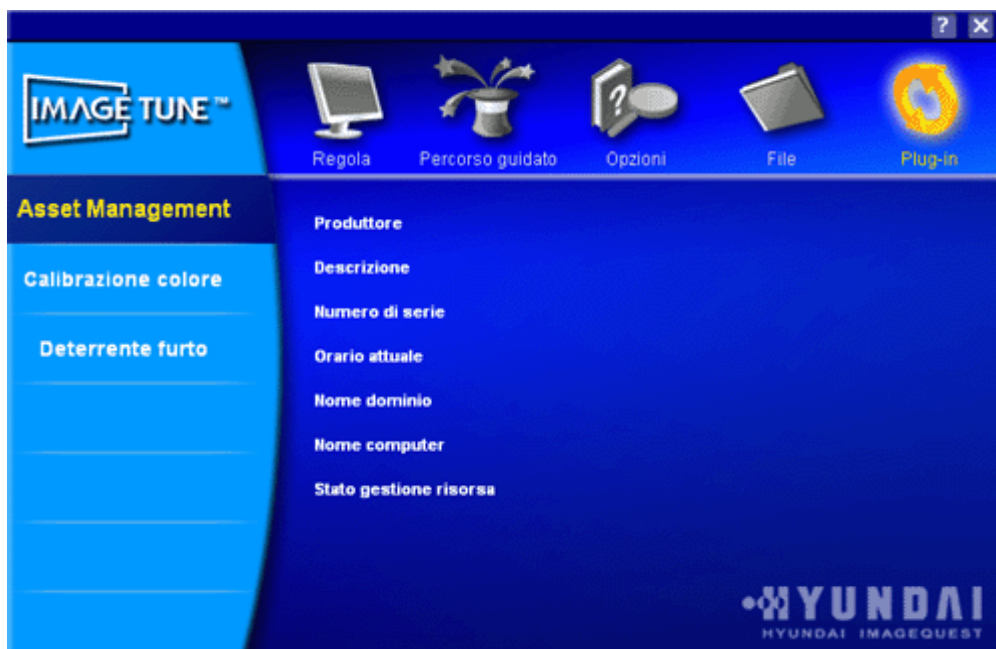 ? X
IMAGE TUNE™
Regola Percorso guidato Opzioni File Plug-in
Asset Management
Calibrazione colore
Deterrente furto
Produttore
Descrizione
Numero di serie
Orario attuale
Nome dominio
Nome computer
Stato gestione risorsa
HYUNDAI
HYUNDAI IMAGEQUEST